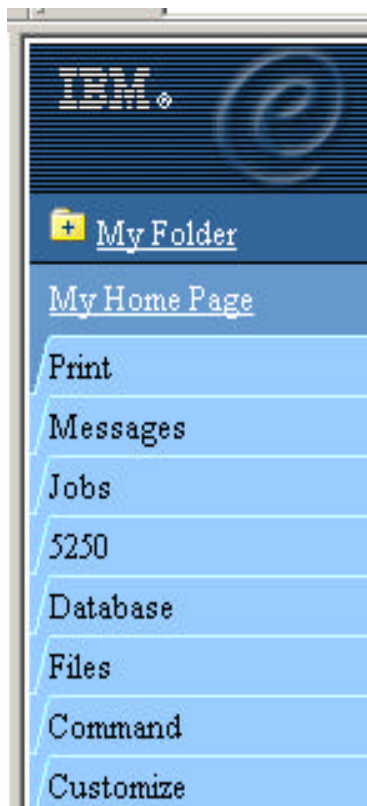 IBM®
e
My Folder
My Home Page
Print
Messages
Jobs
5250
Database
Files
Command
Customize